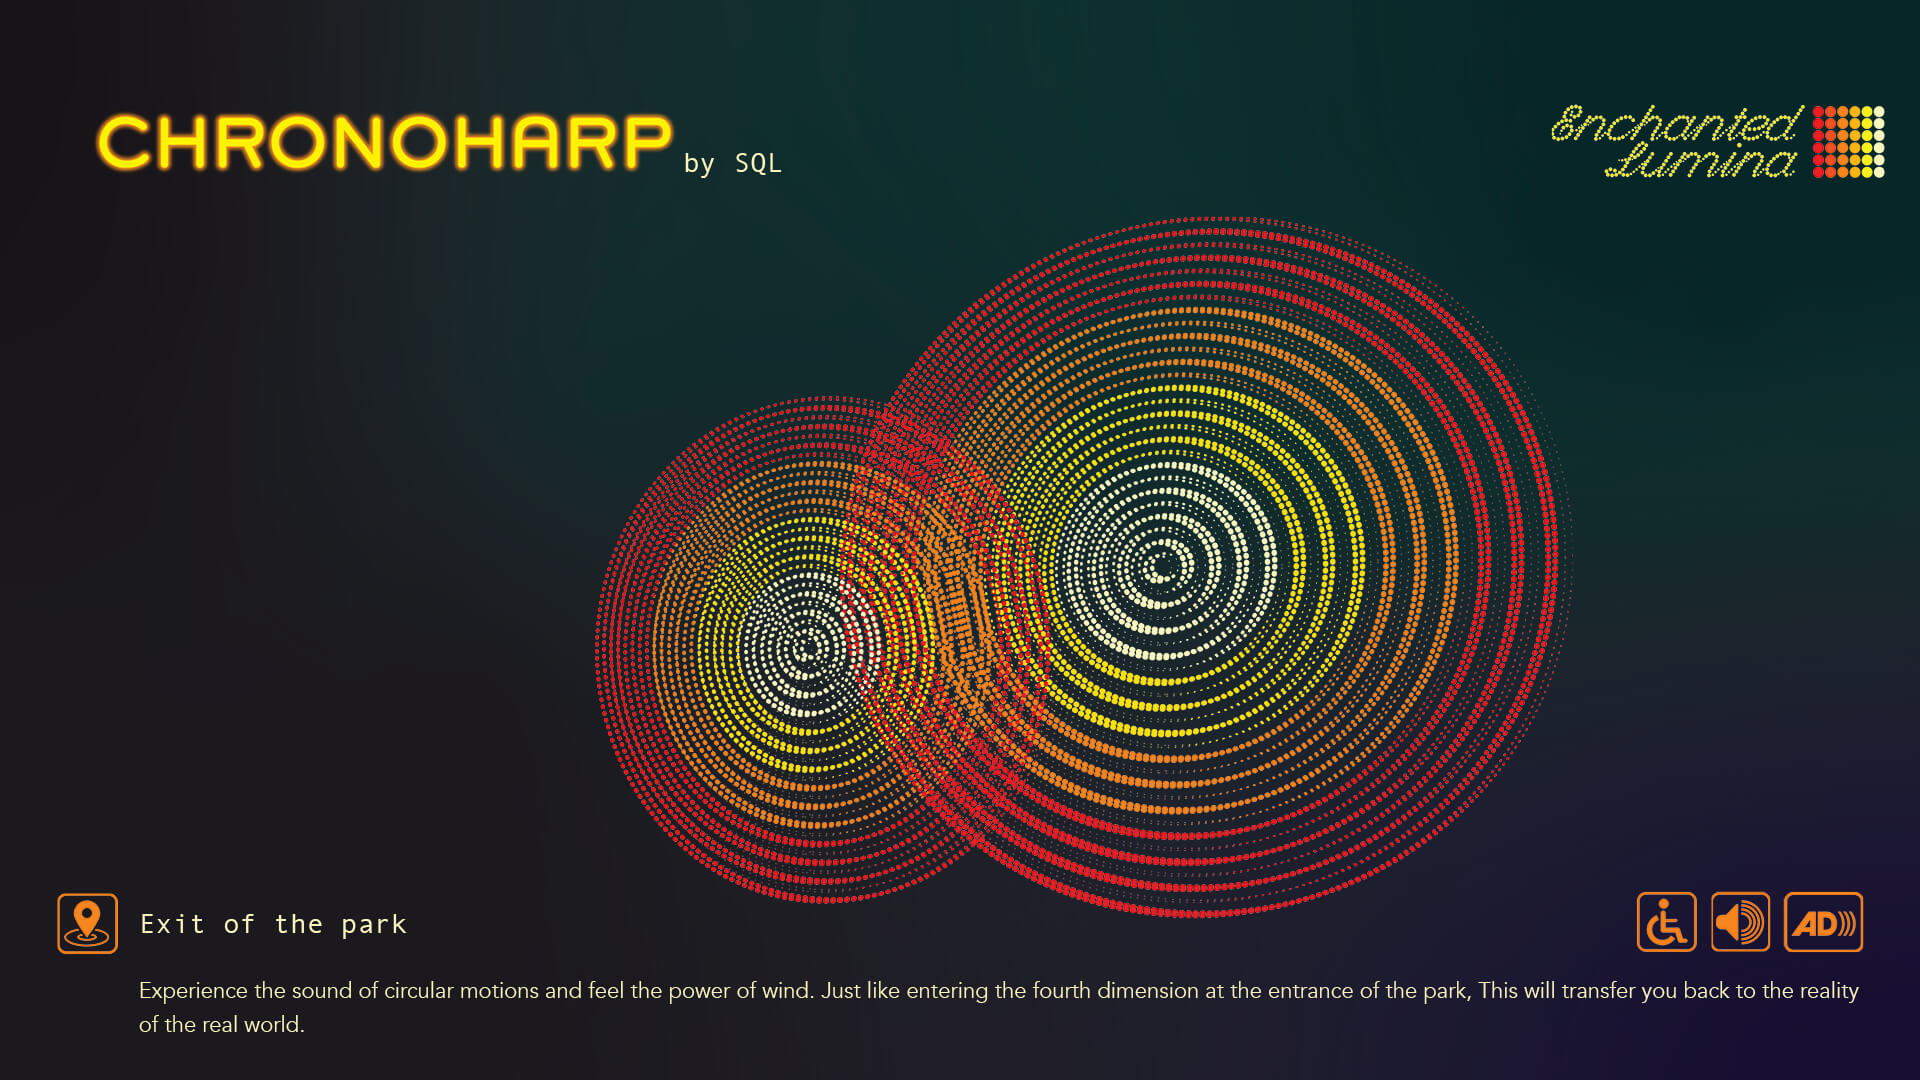 CHRONOHARP by SQL
Enchanted
Lumina
Exit of the park
AD
Experience the sound of circular motions and feel the power of wind. Just like entering the fourth dimension at the entrance of the park, This will transfer you back to the reality
of the real world.